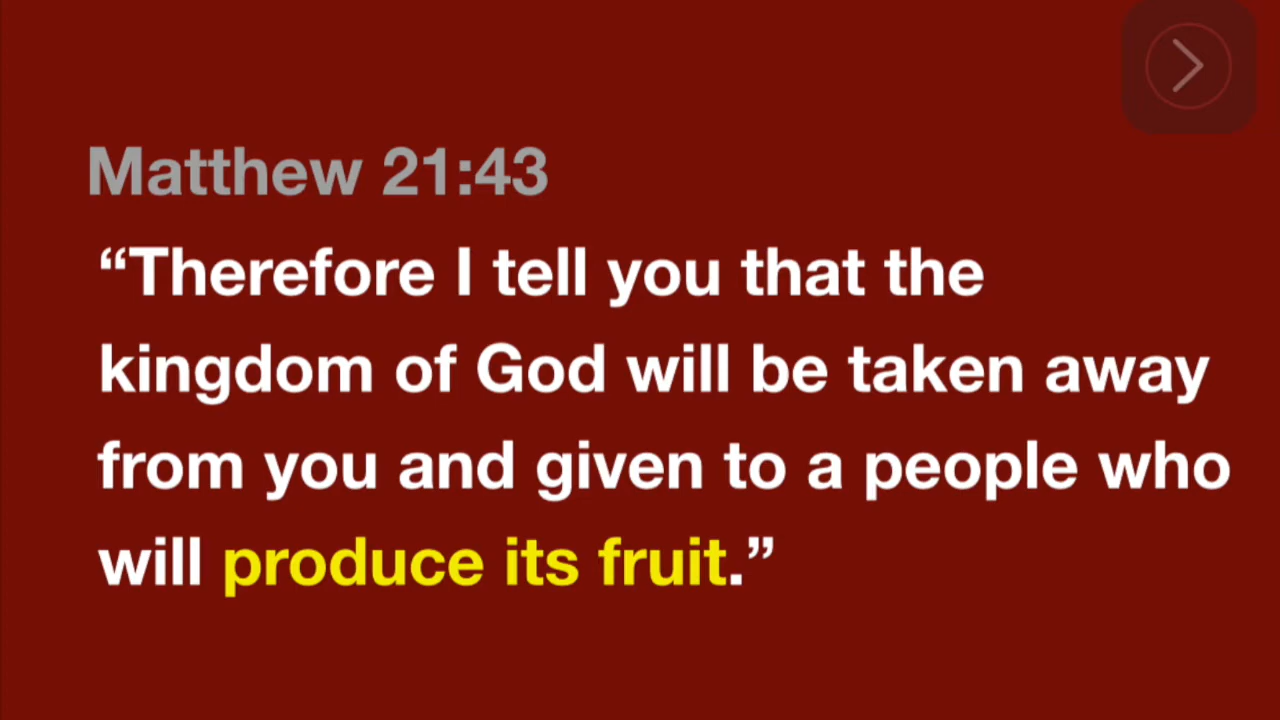 Matthew 21:43
“Therefore I tell you that the
kingdom of God will be taken away
from you and given to a people who
will produce its fruit.”